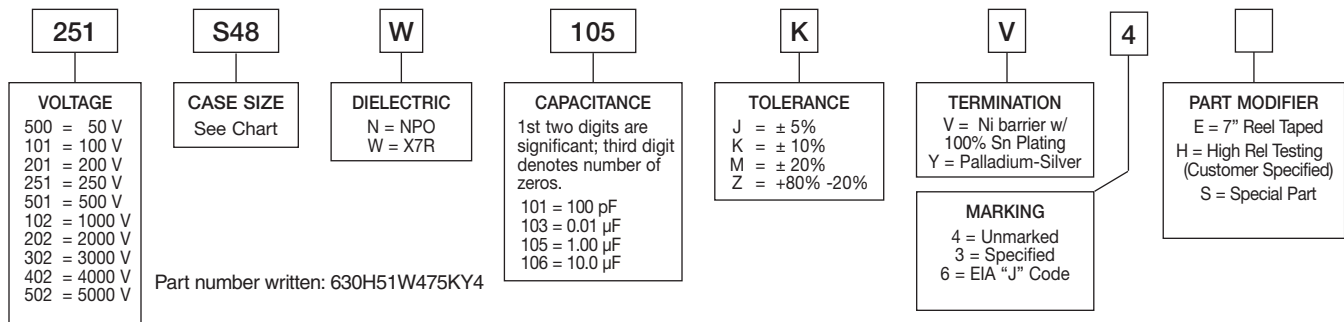 251
S48
W
105
K
V
4
VOLTAGE
500 = 50 V
101 = 100 V
201 = 200 V
251 = 250 V
501 = 500 V
102 = 1000 V
202 = 2000 V
302 = 3000 V
402 = 4000 V
502 = 5000 V
CASE SIZE
See Chart
DIELECTRIC
N = NPO
W = X7R
CAPACITANCE
1st two digits are
significant; third digit
denotes number of
zeros.
101 = 100 pF
103 = 0.01 µF
105 = 1.00 µF
106 = 10.0 µF
TOLERANCE
J = ± 5%
K = ± 10%
M = ± 20%
Z = +80% -20%
TERMINATION
V = Ni barrier w/
100% Sn Plating
Y = Palladium-Silver
MARKING
4 = Unmarked
3 = Specified
6 = EIA “J” Code
PART MODIFIER
E = 7” Reel Taped
H = High Rel Testing
(Customer Specified)
S = Special Part
Part number written: 630H51W475KY4